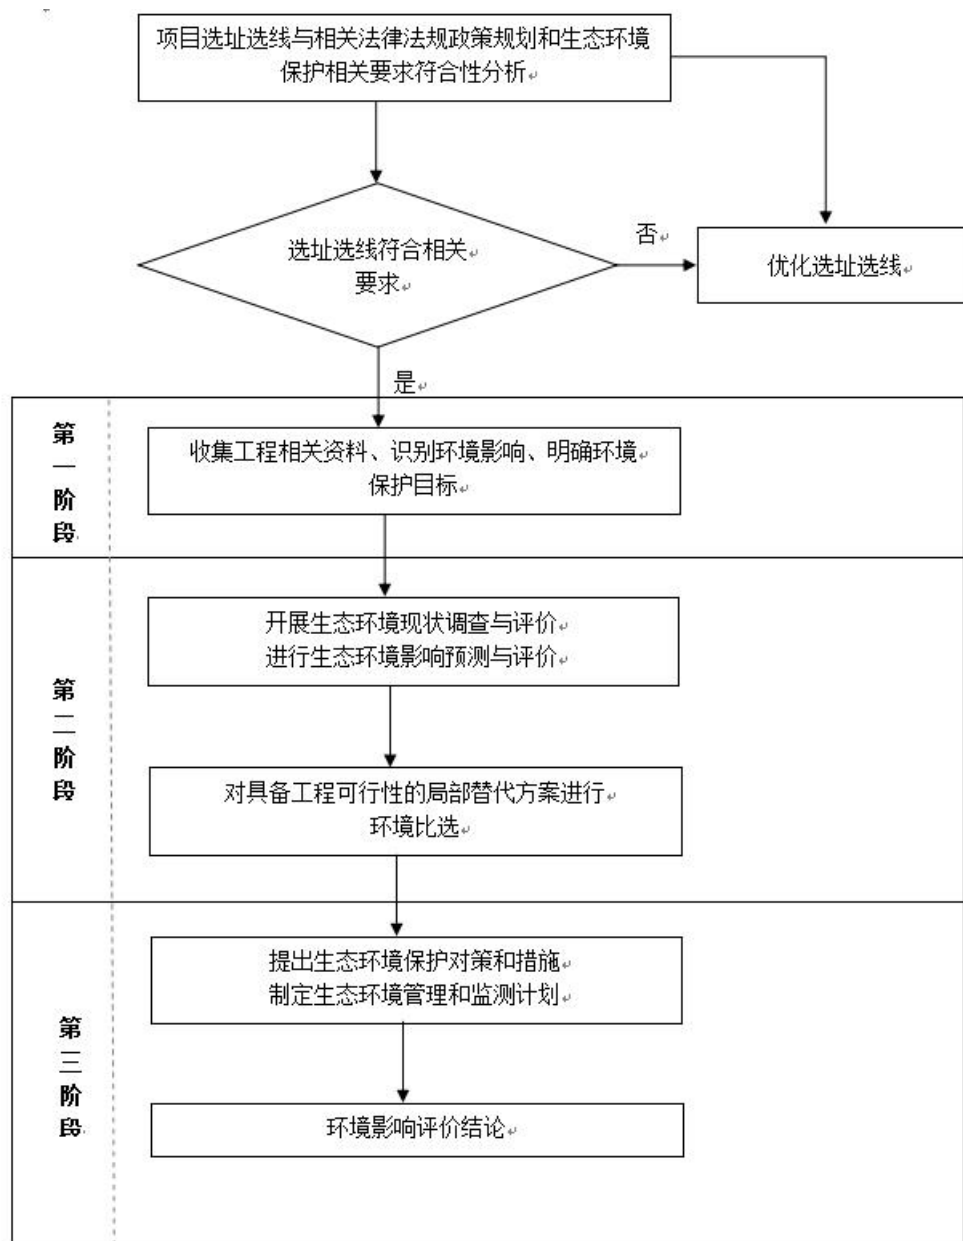 项目选址选线与相关法律法规政策规划和生态环境
保护相关要求符合性分析
选址选线符合相关
要求
否
优化选址选线
是
第一阶段
收集工程相关资料、识别环境影响、明确环境
保护目标
第二阶段
开展生态环境现状调查与评价
进行生态环境影响预测与评价
对具备工程可行性的局部替代方案进行
环境比选
第三阶段
提出生态环境保护对策和措施
制定生态环境管理和监测计划
环境影响评价结论